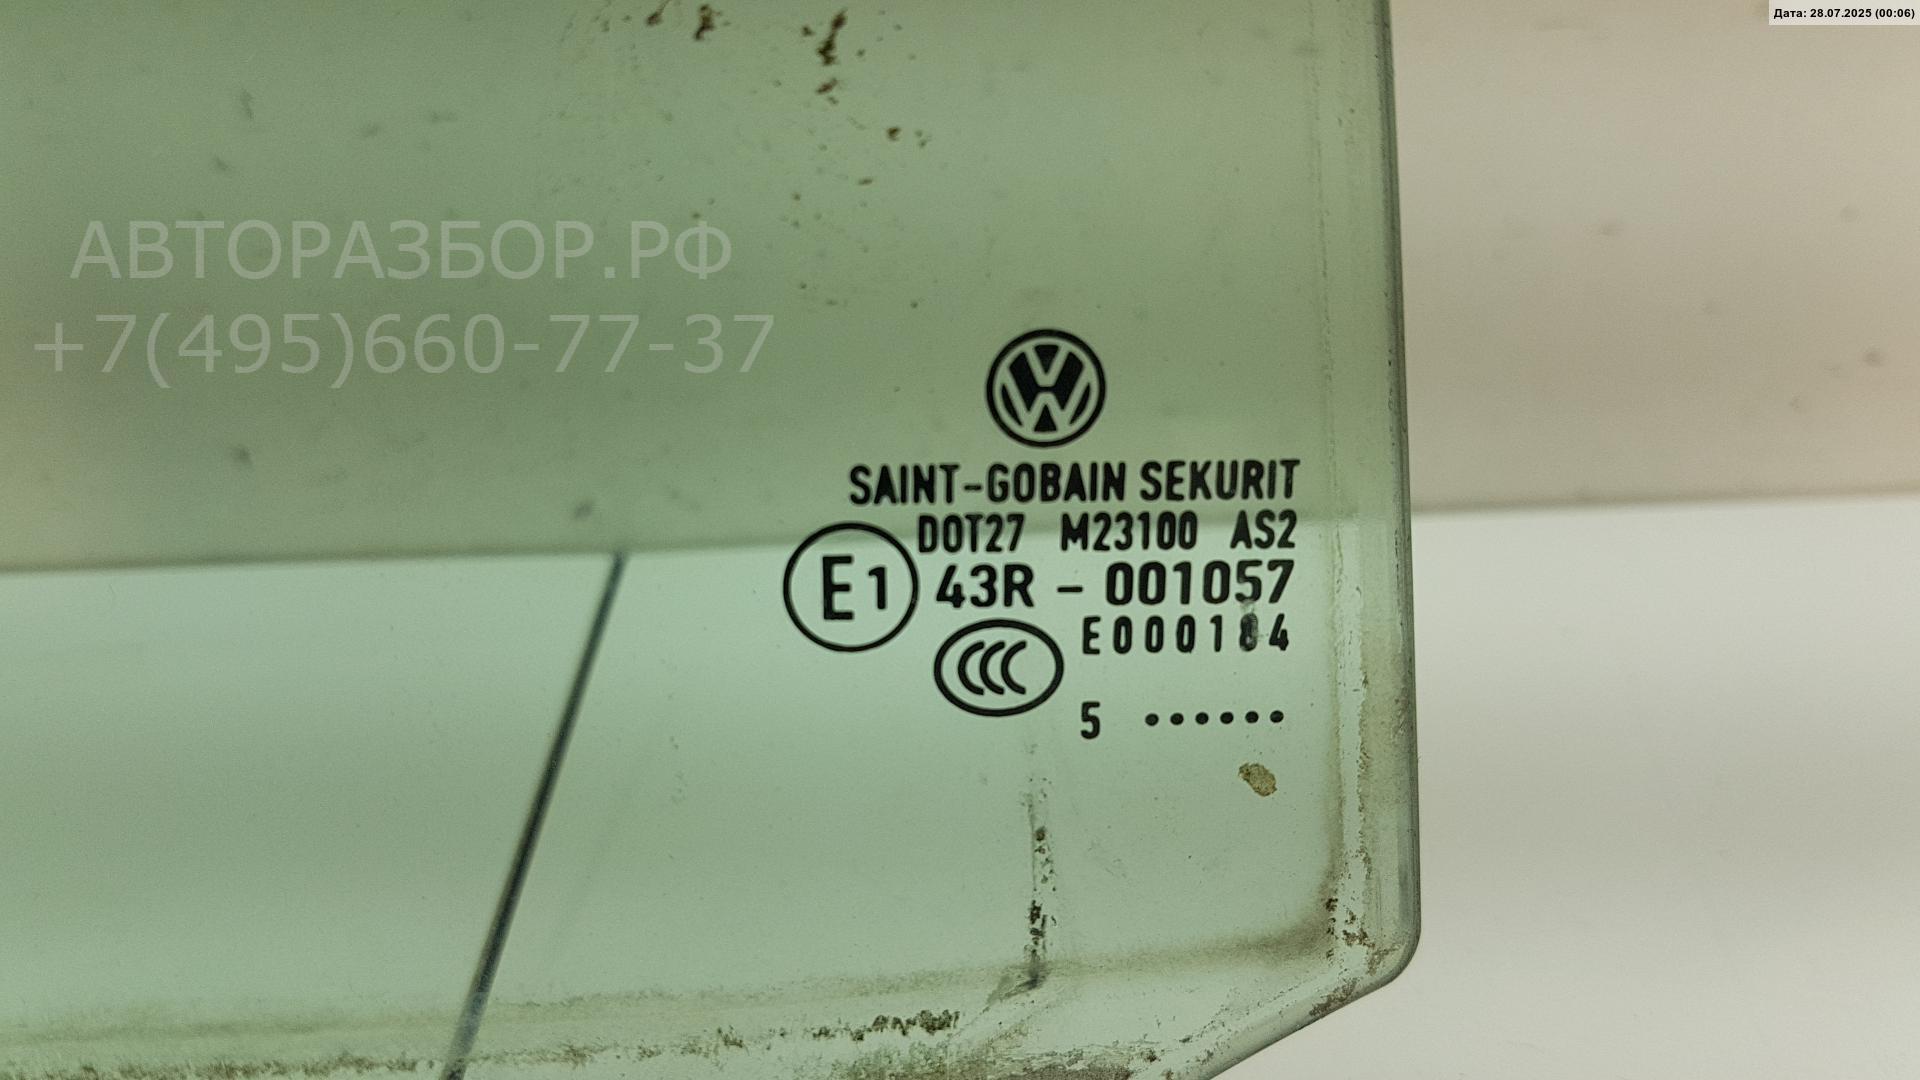 Дата: 28.07.2025 (00:06)
АВТОРАЗБОР.РФ
+7(495)660-77-37
SAINT-GOBAIN SEKURIT
DOT27 M23100 AS2
E1 43R - 001057
E000184
CCC
5 ••••••